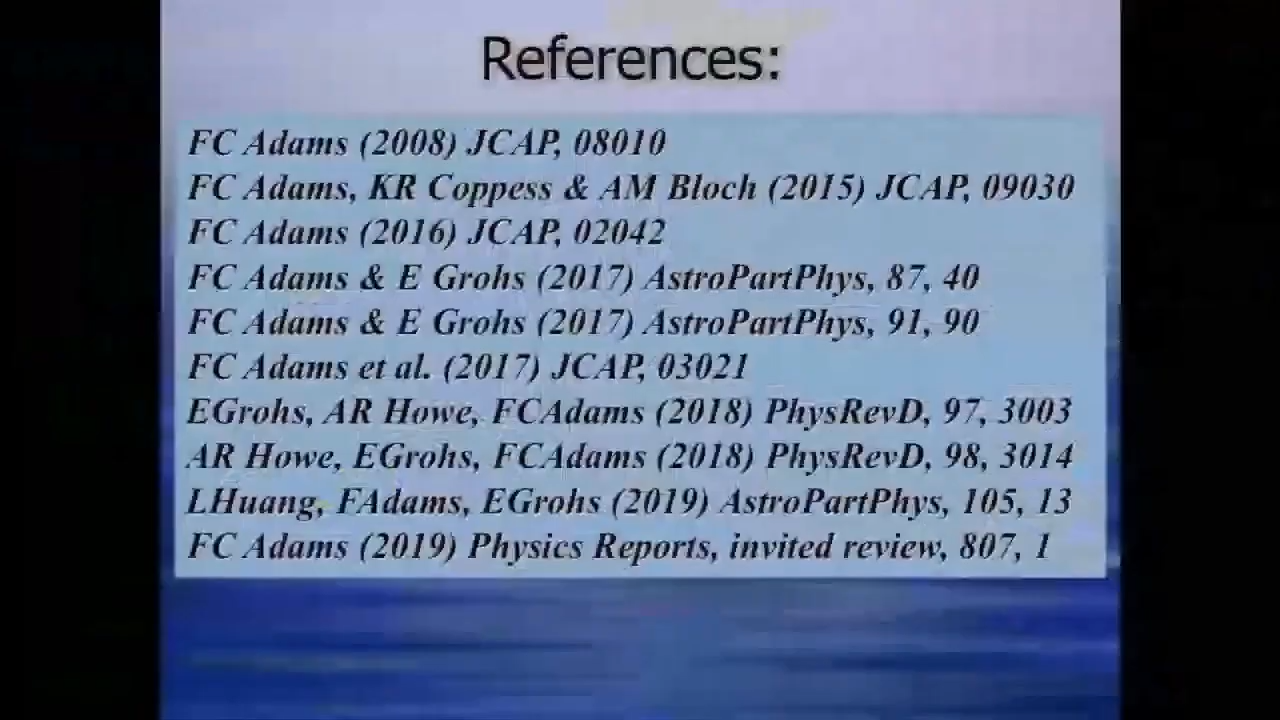 References:
FC Adams (2008) JCAP, 08010
FC Adams, KR Coppess & AM Bloch (2015) JCAP, 09030
FC Adams (2016) JCAP, 02042
FC Adams & E Grohs (2017) AstroPartPhys, 87, 40
FC Adams & E Grohs (2017) AstroPartPhys, 91, 90
FC Adams et al. (2017) JCAP, 03021
EGrohs, AR Howe, FCAdams (2018) PhysRevD, 97, 3003
AR Howe, EGrohs, FCAdams (2018) PhysRevD, 98, 3014
LHuang, FAdams, EGrohs (2019) AstroPartPhys, 105, 13
FC Adams (2019) Physics Reports, invited review, 807, 1